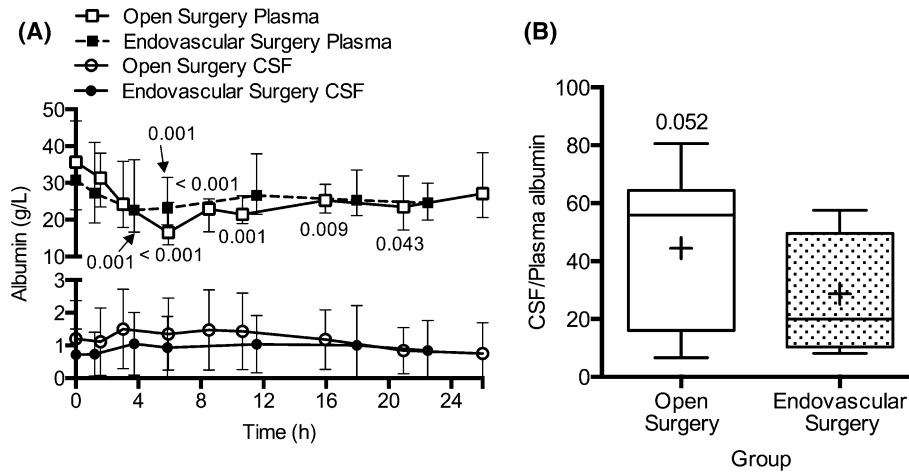 (A)
Open Surgery Plasma
Endovascular Surgery Plasma
Open Surgery CSF
Endovascular Surgery CSF
Albumin (g/L)
50
40
30
20
10
3
2
1
0
0.001
< 0.001
0.001
< 0.001
0.001
0.009
0.043
0 4 8 12 16 20 24
Time (h)
(B)
CSF/Plasma albumin
100
80
60
40
20
0
0.052
Open
Surgery
Endovascular
Surgery
Group